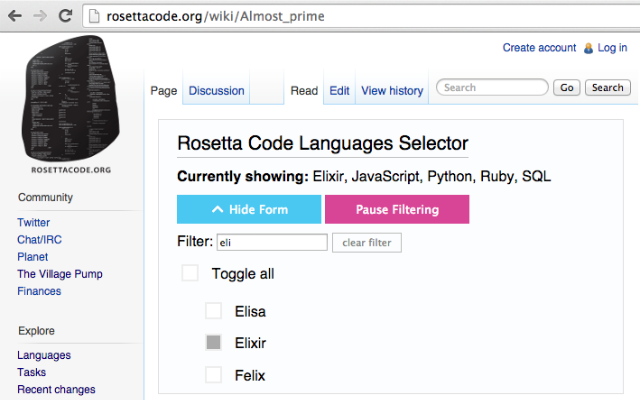 rosettacode.org/wiki/Almost_prime
Create account Log in
Page Discussion Read Edit View history Search Go Search
ROSETTACODE.ORG
Community
Twitter
Chat/IRC
Planet
The Village Pump
Finances
Explore
Languages
Tasks
Recent changes
Rosetta Code Languages Selector
Currently showing: Elixir, JavaScript, Python, Ruby, SQL
Hide Form Pause Filtering
Filter: eli clear filter
Toggle all
Elisa
Elixir
Felix